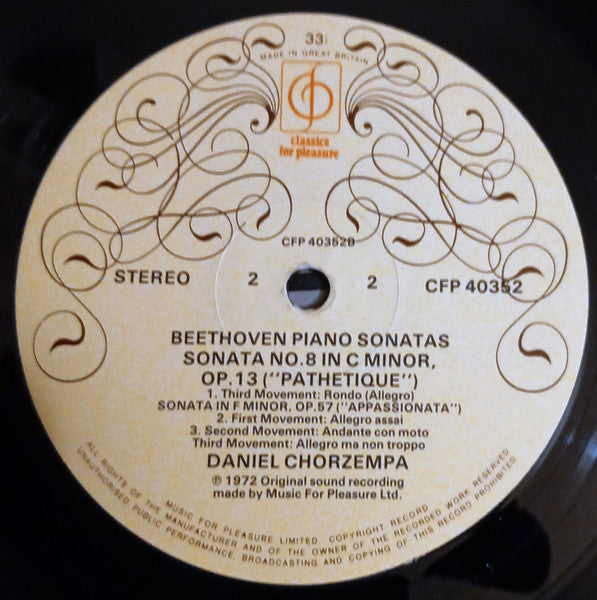 33⅓
MADE IN GREAT BRITAIN
classics
for pleasure
CFP 40352B
STEREO 2 2 CFP 40352
BEETHOVEN PIANO SONATAS
SONATA NO.8 IN C MINOR,
OP.13 ("PATHETIQUE")
1. Third Movement: Rondo (Allegro)
SONATA IN F MINOR, OP.57 ("APPASSIONATA")
2. First Movement: Allegro assai
3. Second Movement: Andante con moto
Third Movement: Allegro ma non troppo
DANIEL CHORZEMPA
℗ 1972 Original sound recording
made by Music For Pleasure Ltd.
MUSIC FOR PLEASURE LIMITED COPYRIGHT RECORD
ALL RIGHTS OF THE MANUFACTURER AND OF THE OWNER OF THE RECORDED WORK RESERVED
UNAUTHORISED PUBLIC PERFORMANCE, BROADCASTING AND COPYING OF THIS RECORD PROHIBITED